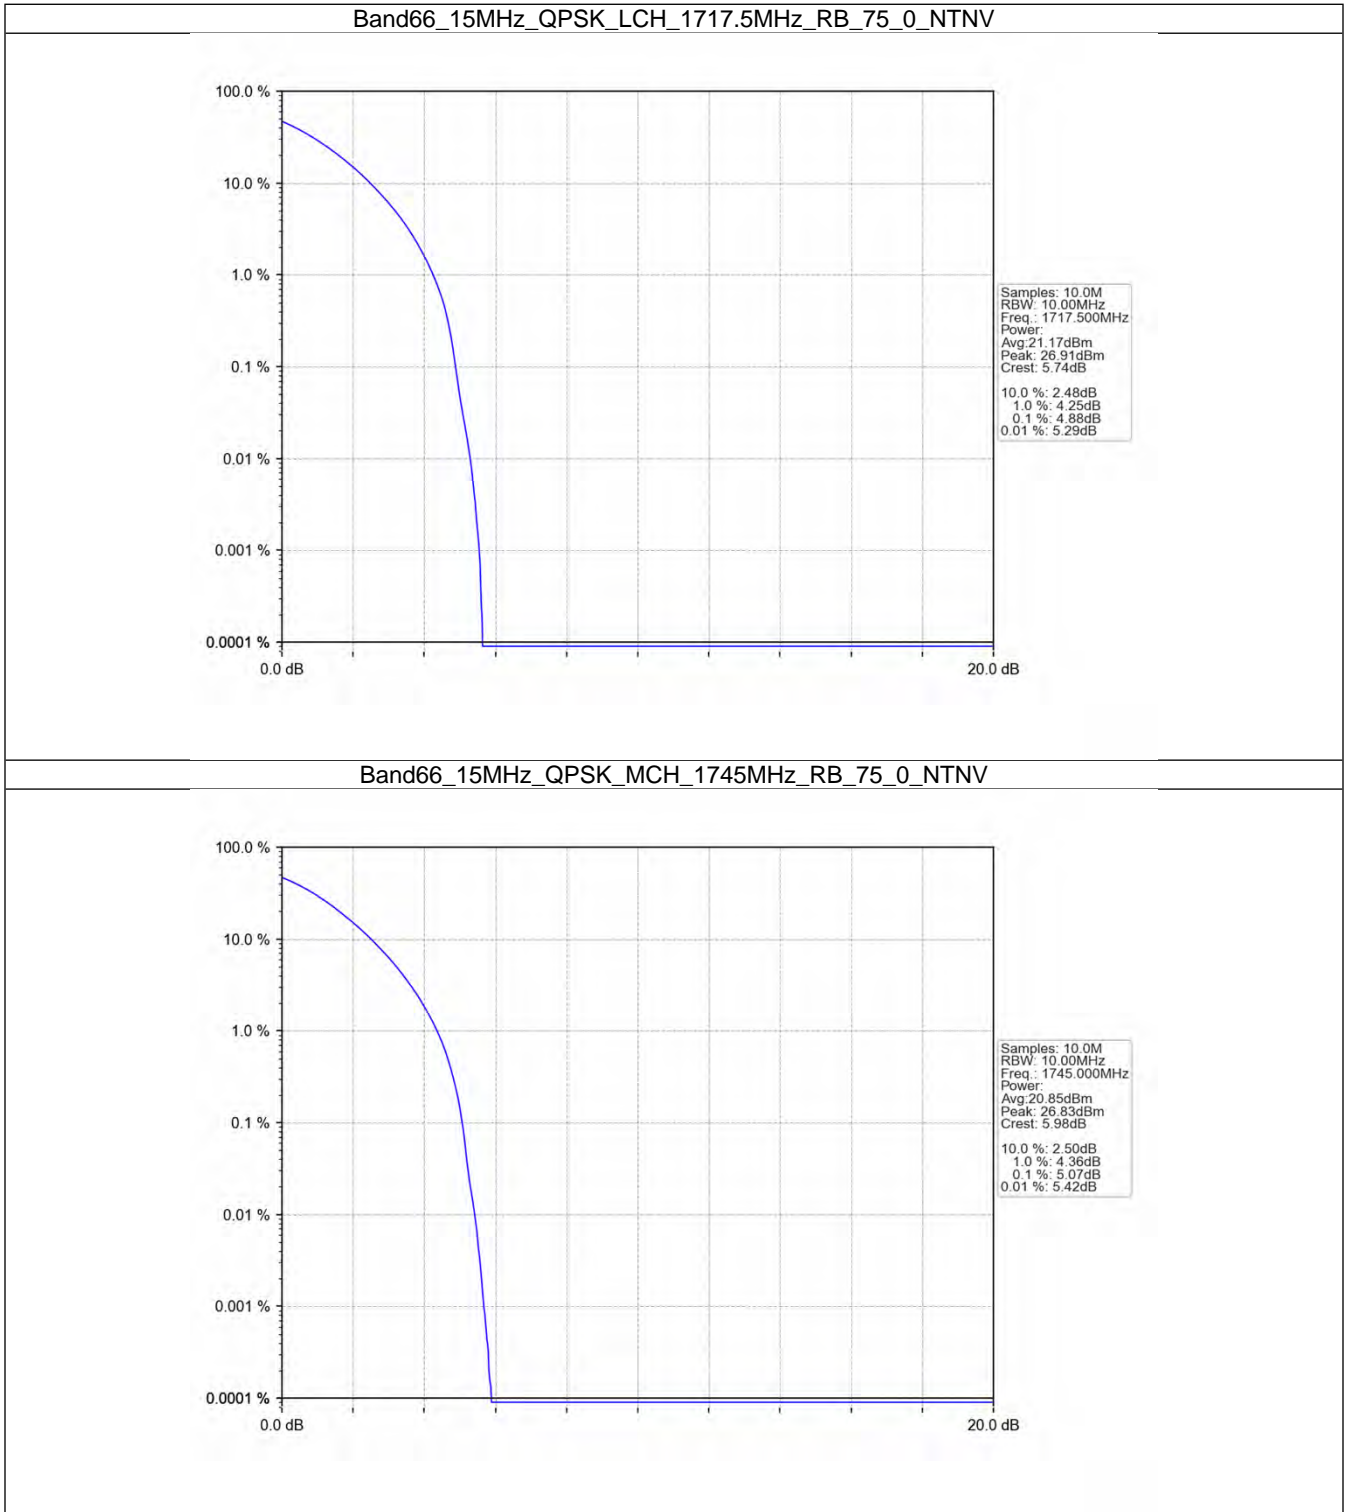 Band66_15MHz_QPSK_LCH_1717.5MHz_RB_75_0_NTNV
100.0 %
10.0 %
1.0 %
0.1 %
0.01 %
0.001 %
0.0001 %
0.0 dB
20.0 dB
Samples: 10.0M
RBW: 10.00MHz
Freq.: 1717.500MHz
Power:
Avg:21.17dBm
Peak: 26.91dBm
Crest: 5.74dB
10.0 %: 2.48dB
1.0 %: 4.25dB
0.1 %: 4.88dB
0.01 %: 5.29dB
Band66_15MHz_QPSK_MCH_1745MHz_RB_75_0_NTNV
100.0 %
10.0 %
1.0 %
0.1 %
0.01 %
0.001 %
0.0001 %
0.0 dB
20.0 dB
Samples: 10.0M
RBW: 10.00MHz
Freq.: 1745.000MHz
Power:
Avg:20.85dBm
Peak: 26.83dBm
Crest: 5.98dB
10.0 %: 2.50dB
1.0 %: 4.36dB
0.1 %: 5.07dB
0.01 %: 5.42dB